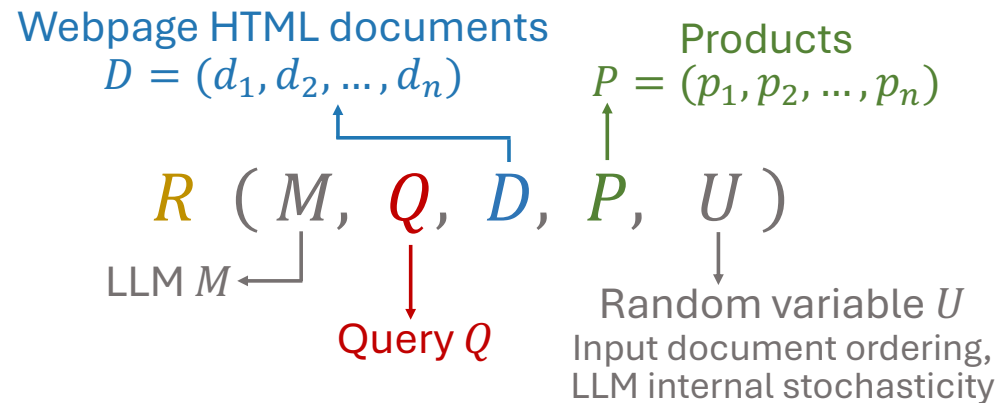 Webpage HTML documents
D = (d₁, d₂, ..., dₙ)
Products
P = (p₁, p₂, ..., pₙ)
R ( M, Q, D, P, U )
LLM M
Query Q
Random variable U
Input document ordering,
LLM internal stochasticity